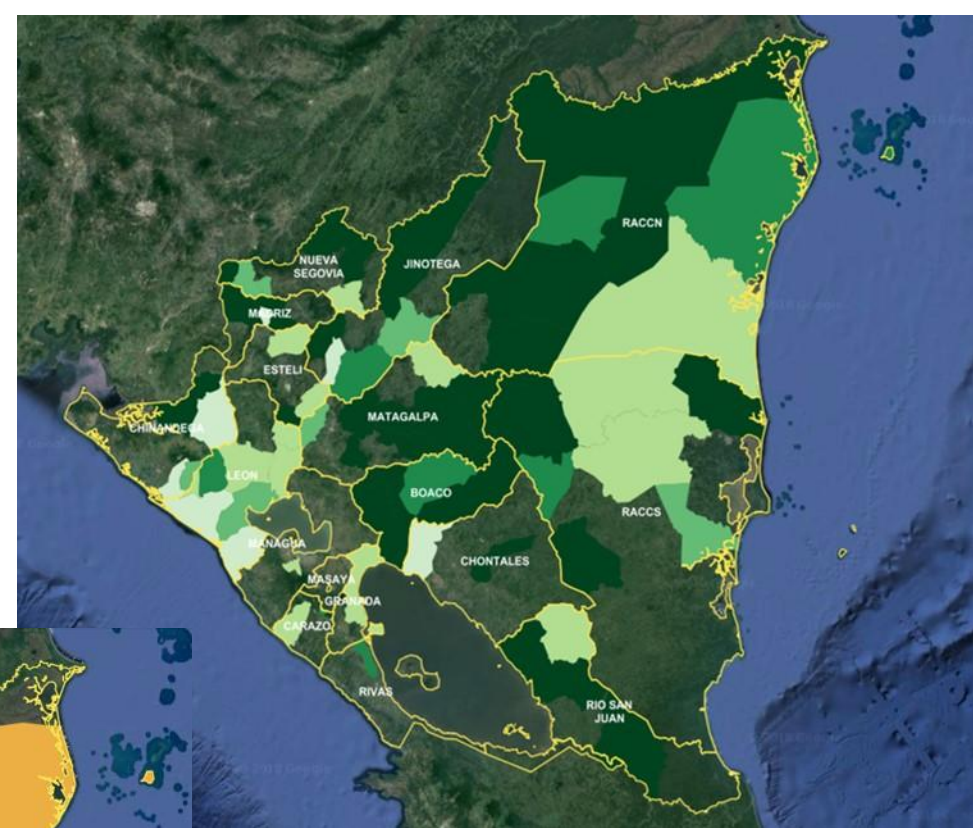 RACCN
NUEVA
SEGOVIA
JINOTEGA
MADRIZ
ESTELI
MATAGALPA
CHINANDEGA
LEON
BOACO
RACCS
MANAGUA
CHONTALES
MASAYA
GRANADA
CARAZO
RIVAS
RIO SAN
JUAN